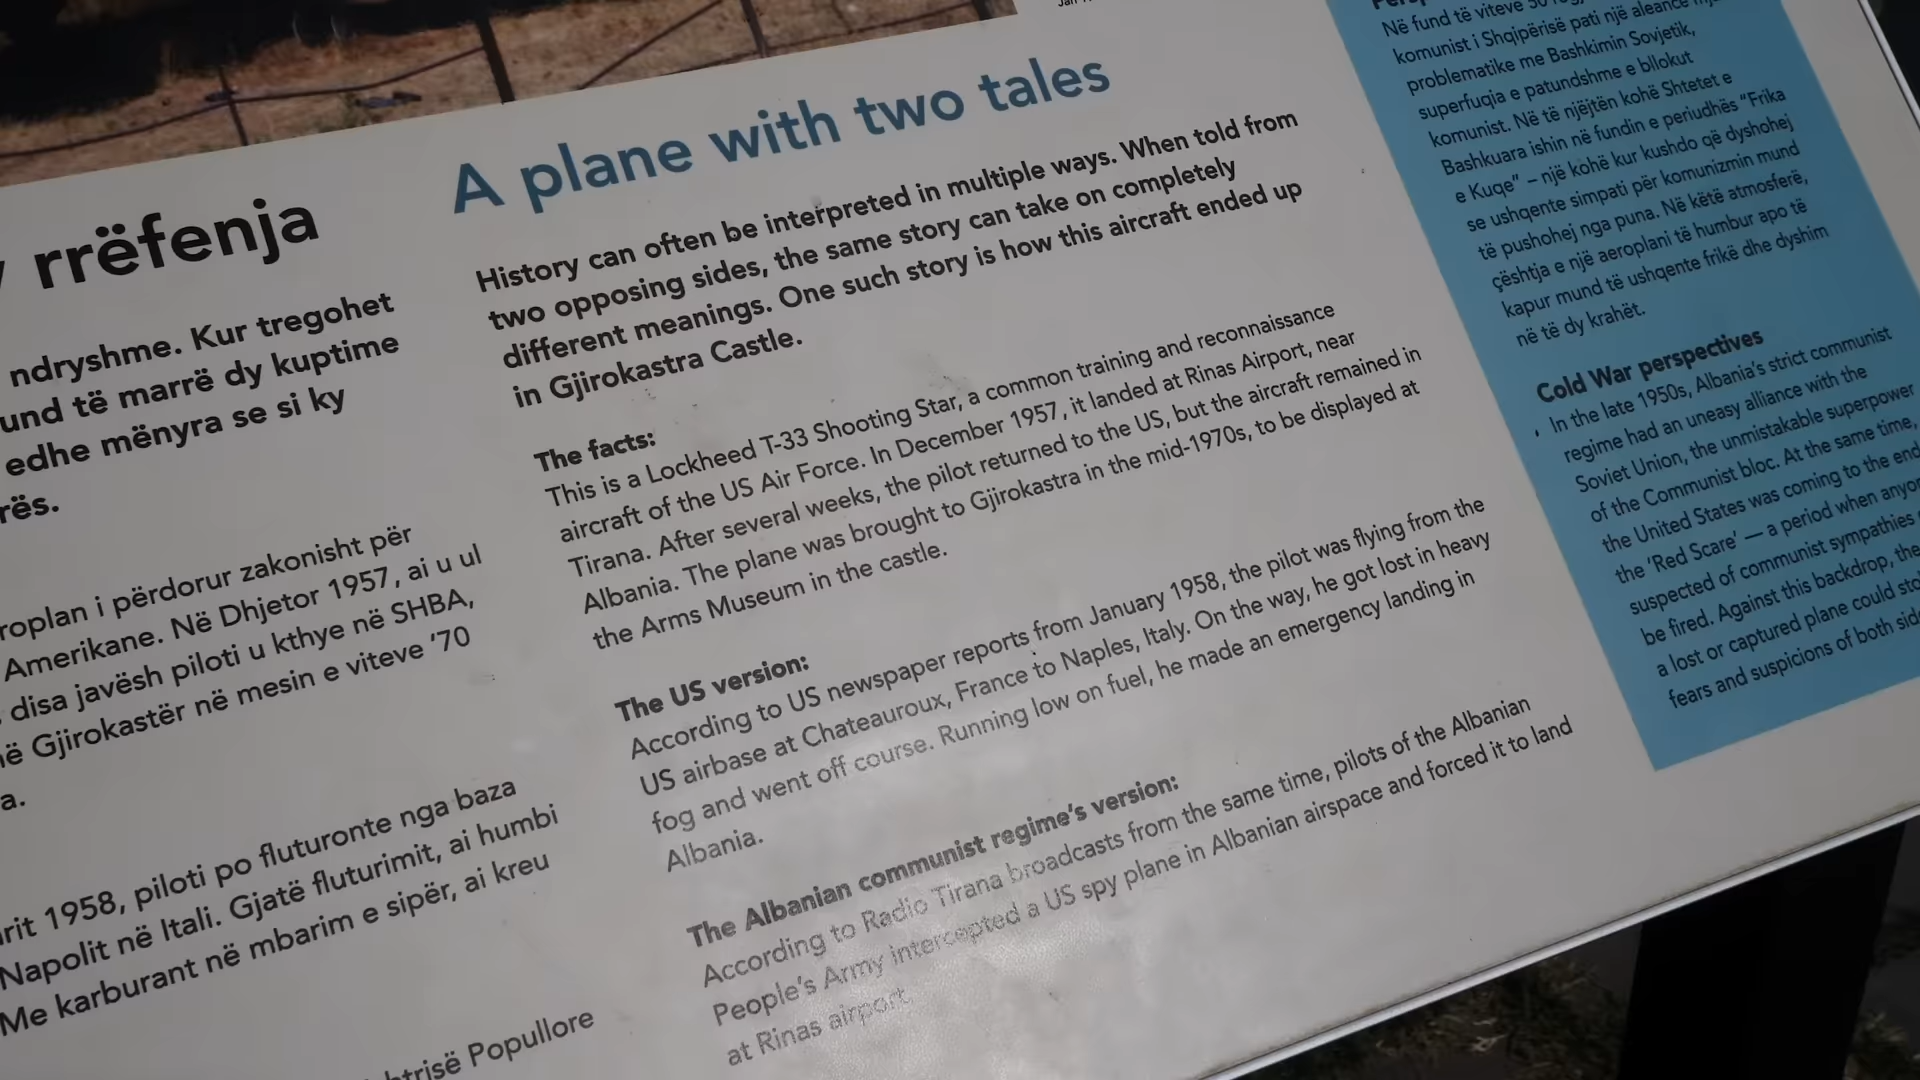 rrëfenja
ndryshme. Kur tregohet
të marrë dy kuptime
edhe mënyra se si ky
i përdorur zakonisht për
Amerikane. Në Dhjetor 1957, ai u ul
disa javësh piloti u kthye në SHBA,
Gjirokastër në mesin e viteve ’70
1958, piloti po fluturonte nga baza
Napolit në Itali. Gjatë fluturimit, ai humbi
Me karburant në mbarim e sipër, ai kreu
Popullore
A plane with two tales
History can often be interpreted in multiple ways. When told from
two opposing sides, the same story can take on completely
different meanings. One such story is how this aircraft ended up
in Gjirokastra Castle.
The facts:
This is a Lockheed T-33 Shooting Star, a common training and reconnaissance
aircraft of the US Air Force. In December 1957, it landed at Rinas Airport, near
Tirana. After several weeks, the pilot returned to the US, but the aircraft remained in
Albania. The plane was brought to Gjirokastra in the mid-1970s, to be displayed at
the Arms Museum in the castle.
The US version:
According to US newspaper reports from January 1958, the pilot was flying from the
US airbase at Chateauroux, France to Naples, Italy. On the way, he got lost in heavy
fog and went off course. Running low on fuel, he made an emergency landing in
Albania.
The Albanian communist regime’s version:
According to Radio Tirana broadcasts from the same time, pilots of the Albanian
People’s Army intercepted a US spy plane in Albanian airspace and forced it to land
at Rinas airport.
Në fund të viteve
komunist i Shqipërisë pati një aleancë
problematike me Bashkimin Sovjetik,
superfuqia e patundshme e bllokut
komunist. Në të njëjtën kohë Shtetet e
Bashkuara ishin në fundin e periudhës “Frika
e Kuqe” – një kohë kur kushdo që dyshohej
se ushqente simpati për komunizmin mund
të pushohej nga puna. Në këtë atmosferë,
çështja e një aeroplani të humbur apo të
kapur mund të ushqente frikë dhe dyshim
në të dy krahët.
Cold War perspectives
In the late 1950s, Albania’s strict communist
regime had an uneasy alliance with the
Soviet Union, the unmistakable superpower
of the Communist bloc. At the same time,
the United States was coming to the end
the ‘Red Scare’ — a period when
suspected of communist sympathies
be fired. Against this backdrop, the
a lost or captured plane could
fears and suspicions of both